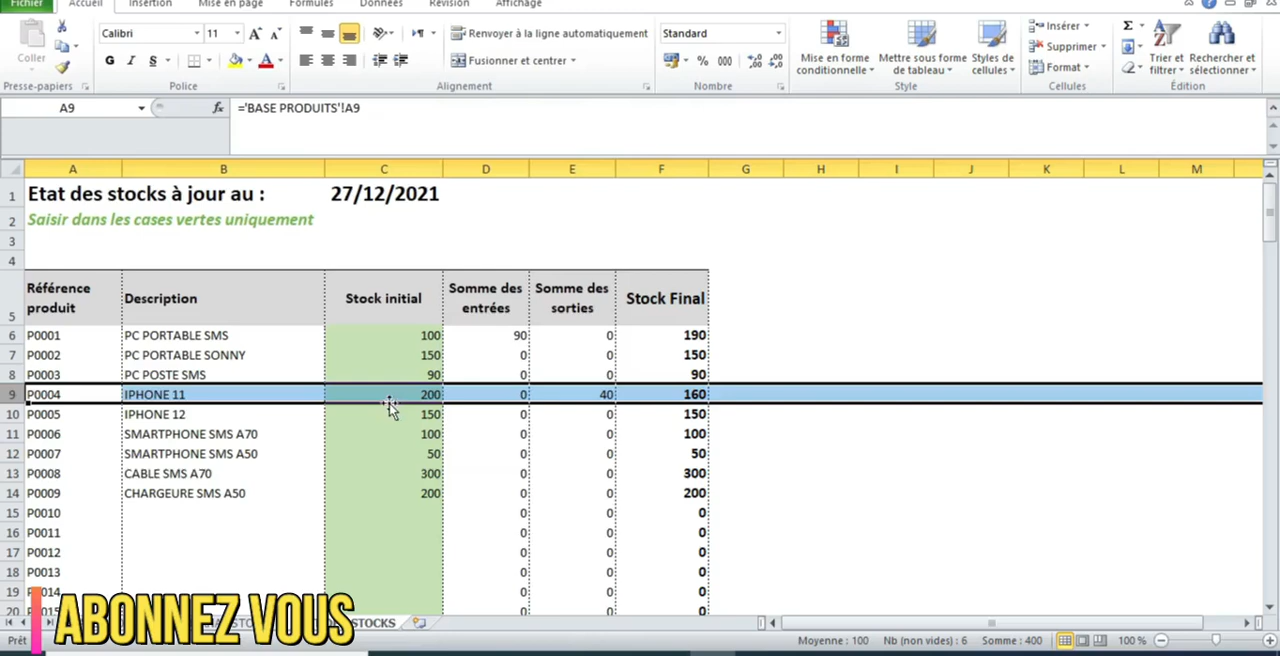 Fichier Accueil Insertion Mise en page Formules Données Révision Affichage
Coller
Calibri 11
G I S
Renvoyer à la ligne automatiquement
Fusionner et centrer
Standard
% 000
Mise en forme conditionnelle
Mettre sous forme de tableau
Styles de cellules
Insérer
Supprimer
Format
Σ
Trier et filtrer
Rechercher et sélectionner
Presse-papiers Police Alignement Nombre Style Cellules Édition
A9 fx ='BASE PRODUITS'!A9
A B C D E F G H I J K L M
1 Etat des stocks à jour au : 27/12/2021
2 Saisir dans les cases vertes uniquement
3
4
5 Référence produit Description Stock initial Somme des entrées Somme des sorties Stock Final
6 P0001 PC PORTABLE SMS 100 90 0 190
7 P0002 PC PORTABLE SONNY 150 0 0 150
8 P0003 PC POSTE SMS 90 0 0 90
9 P0004 IPHONE 11 200 0 40 160
10 P0005 IPHONE 12 150 0 0 150
11 P0006 SMARTPHONE SMS A70 100 0 0 100
12 P0007 SMARTPHONE SMS A50 50 0 0 50
13 P0008 CABLE SMS A70 300 0 0 300
14 P0009 CHARGEURE SMS A50 200 0 0 200
15 P0010 0 0 0
16 P0011 0 0 0
17 P0012 0 0 0
18 P0013 0 0 0
19 0 0 0
20 0 0 0
ABONNEZ VOUS
STOCKS
Prêt Moyenne : 100 Nb (non vides) : 6 Somme : 400 100 %